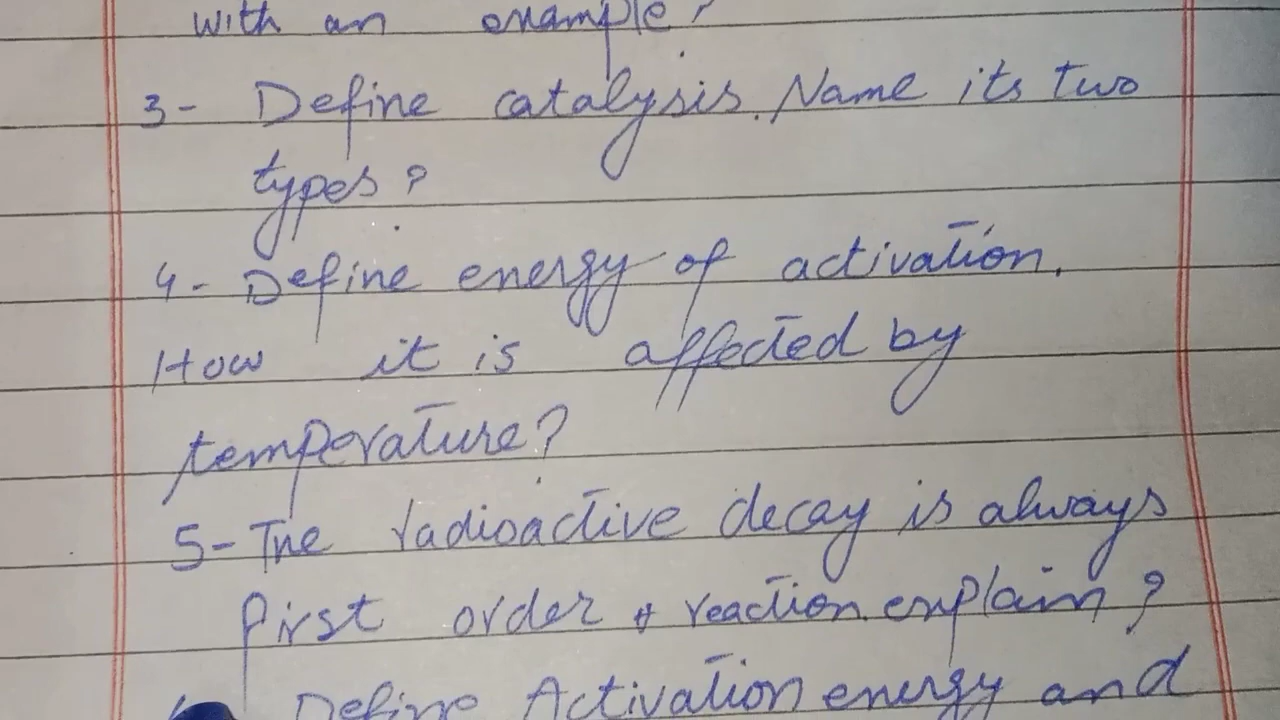 with an example?
3- Define catalysis. Name its two
types?
4- Define energy of activation.
How it is affected by
temperature?
5- The radioactive decay is always
first order reaction. explain?
Define Activation energy and